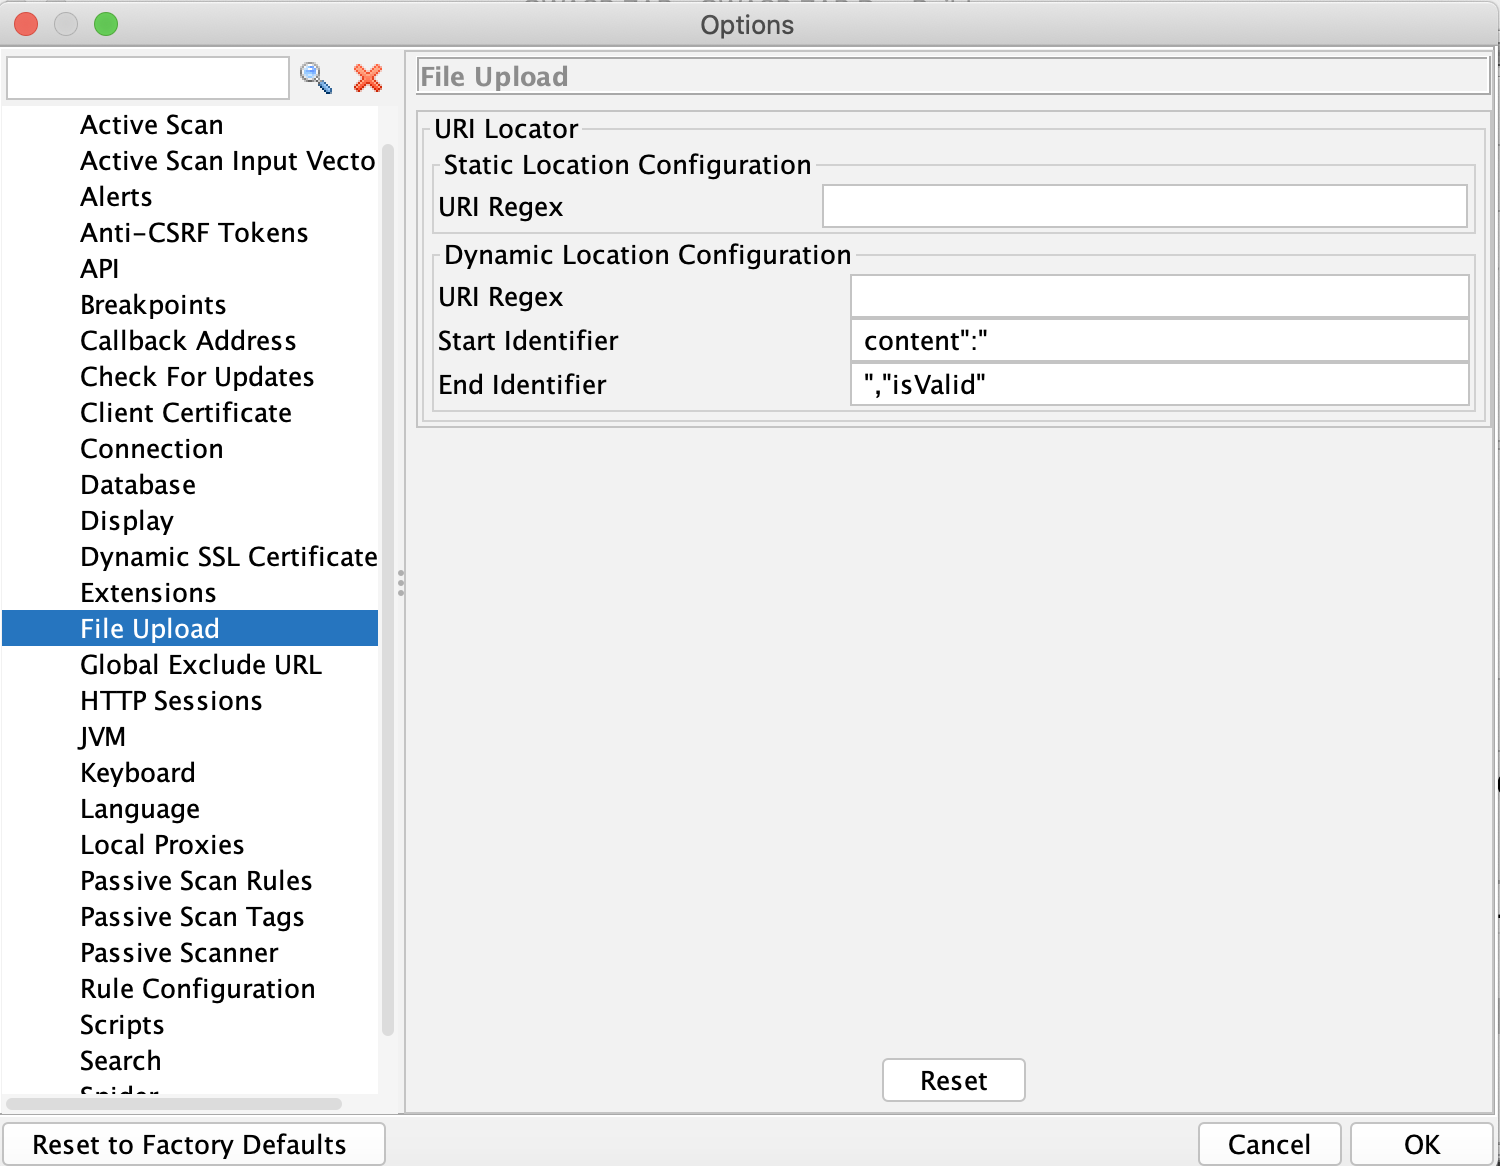 Options
File Upload
Active Scan
Active Scan Input Vecto
Alerts
Anti-CSRF Tokens
API
Breakpoints
Callback Address
Check For Updates
Client Certificate
Connection
Database
Display
Dynamic SSL Certificate
Extensions
File Upload
Global Exclude URL
HTTP Sessions
JVM
Keyboard
Language
Local Proxies
Passive Scan Rules
Passive Scan Tags
Passive Scanner
Rule Configuration
Scripts
Search
Spider
URI Locator
Static Location Configuration
URI Regex
Dynamic Location Configuration
URI Regex
Start Identifier content":"
End Identifier ","isValid"
Reset
Reset to Factory Defaults
Cancel
OK